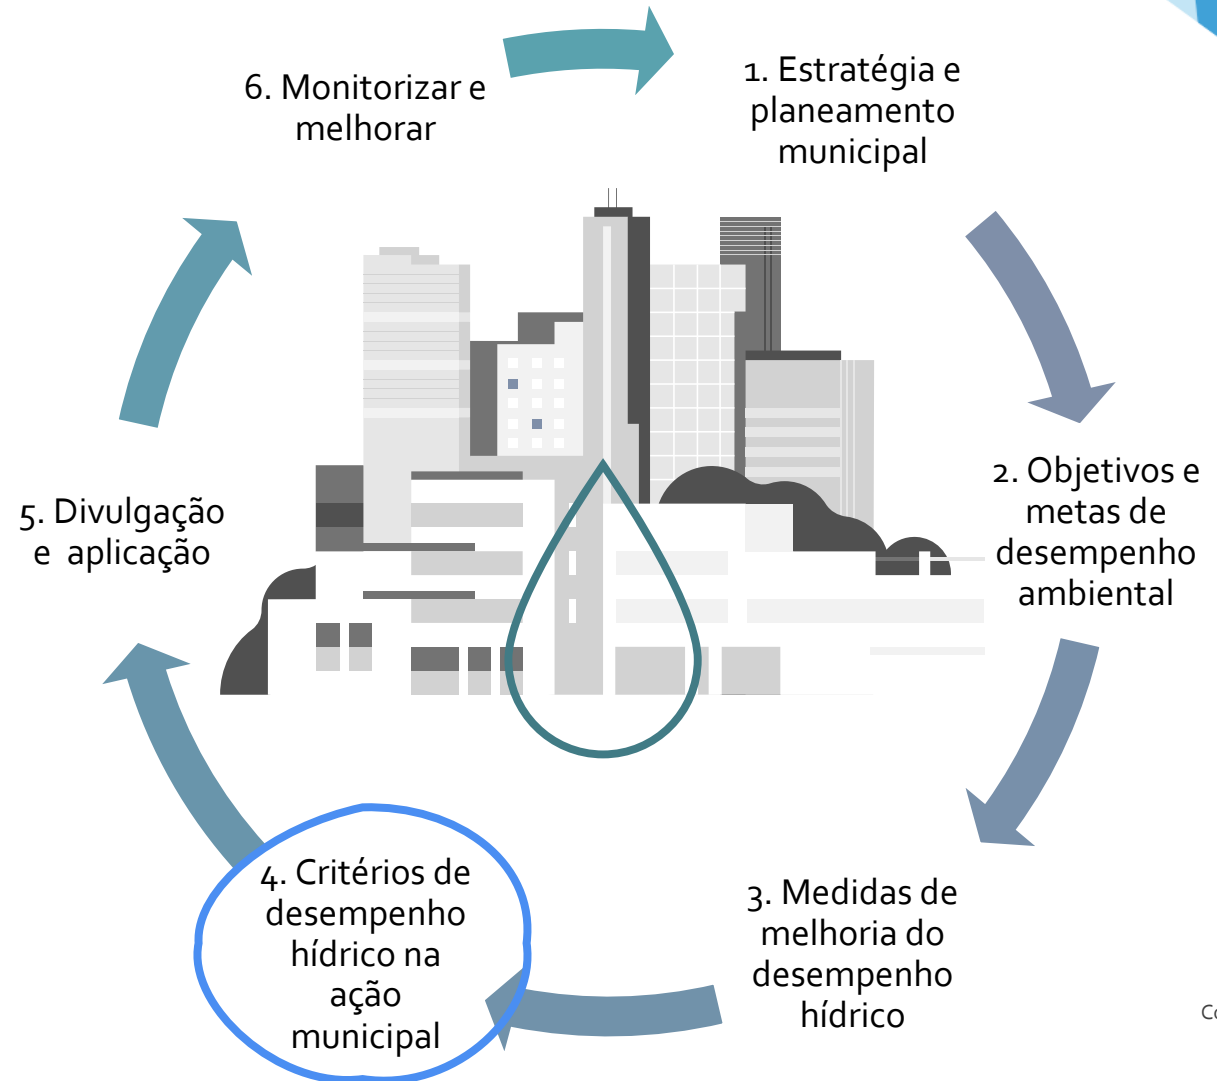 1. Estratégia e
planeamento
municipal
2. Objetivos e
metas de
desempenho
ambiental
3. Medidas de
melhoria do
desempenho
hídrico
4. Critérios de
desempenho
hídrico na
ação
municipal
5. Divulgação
e aplicação
6. Monitorizar e
melhorar